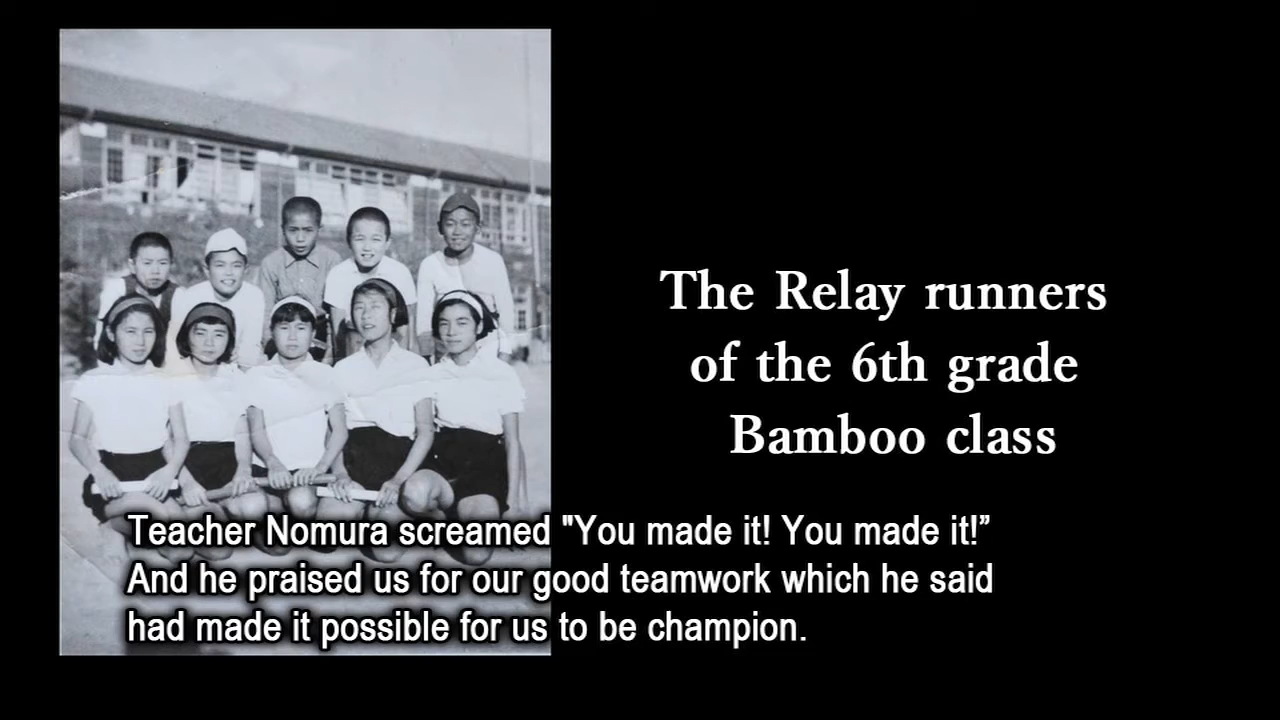 The Relay runners
of the 6th grade
Bamboo class
Teacher Nomura screamed "You made it! You made it!”
And he praised us for our good teamwork which he said
had made it possible for us to be champion.